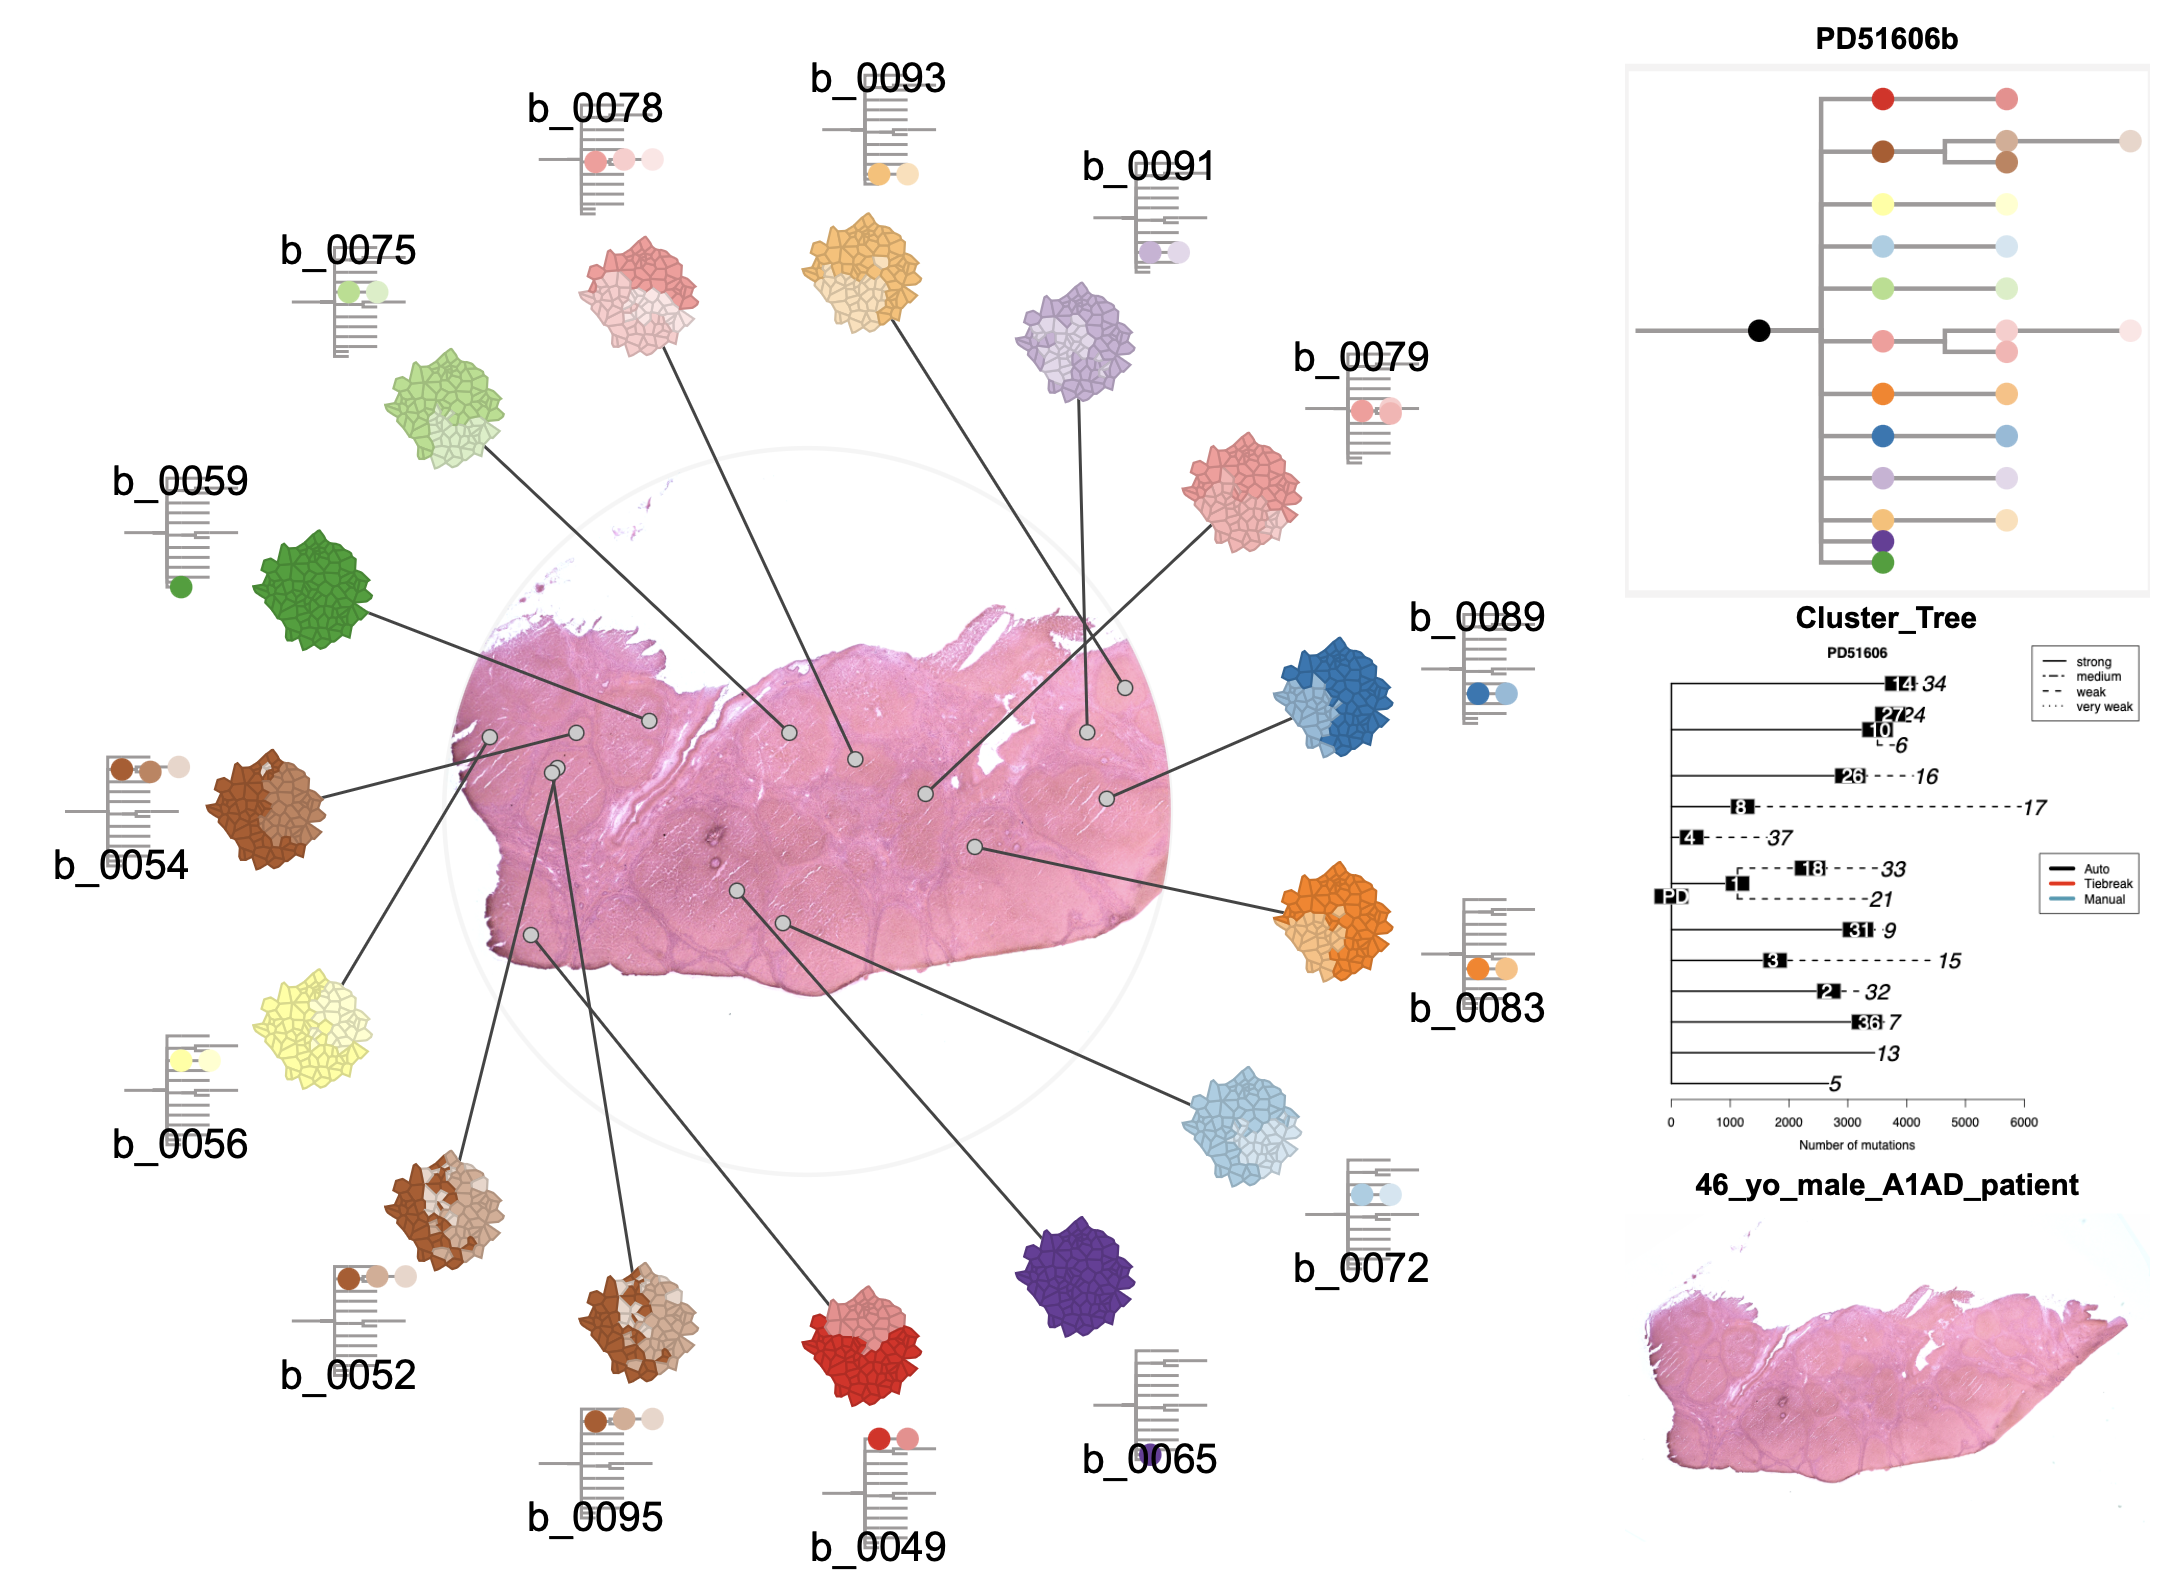 PD51606b
b_0093
b_0078
b_0091
b_0075
b_0079
b_0059
b_0089
b_0054
b_0083
b_0056
b_0072
b_0052
b_0065
b_0095
b_0049
Cluster_Tree
PD51606
strong
medium
weak
very weak
14 34
27 24
10
6
26 16
8 17
4 37
18 33
1
21
PD
31 9
3 15
2 32
36 7
13
5
Auto
Tiebreak
Manual
0 1000 2000 3000 4000 5000 6000
Number of mutations
46_yo_male_A1AD_patient